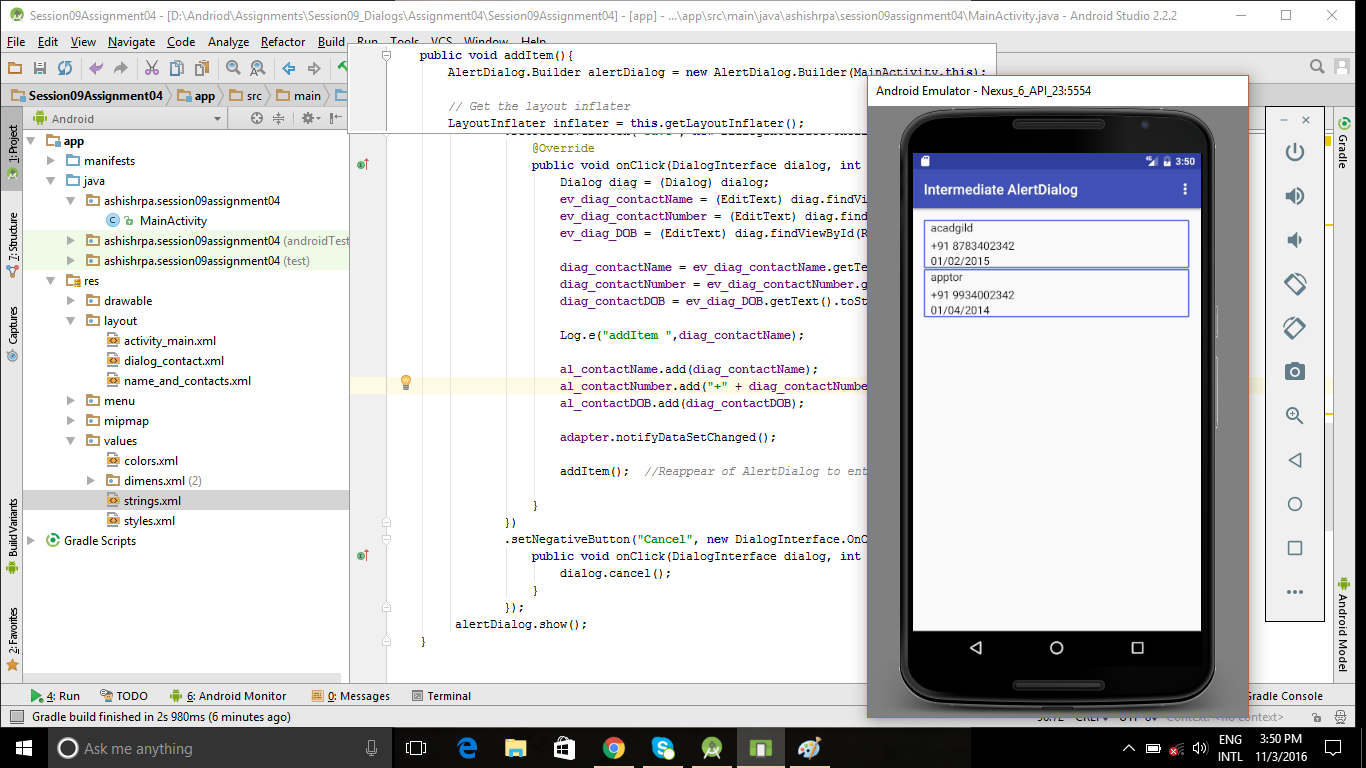 Session09Assignment04 - [D:\Andriod\Assignments\Session09_Dialogs\Assignment04\Session09Assignment04] - [app] - ...\app\src\main\java\ashishrpa\session09assignment04\MainActivity.java - Android Studio 2.2.2
File Edit View Navigate Code Analyze Refactor Build Run Tools VCS Window Help
Session09Assignment04 app src main
Android
1: Project
7: Structure
Captures
Build Variants
2: Favorites
app
manifests
java
ashishrpa.session09assignment04
MainActivity
ashishrpa.session09assignment04 (androidTest
ashishrpa.session09assignment04 (test)
res
drawable
layout
activity_main.xml
dialog_contact.xml
name_and_contacts.xml
menu
mipmap
values
colors.xml
dimens.xml (2)
strings.xml
styles.xml
Gradle Scripts
public void addItem(){
AlertDialog.Builder alertDialog = new AlertDialog.Builder(MainActivity.this);
// Get the layout inflater
LayoutInflater inflater = this.getLayoutInflater();
@Override
public void onClick(DialogInterface dialog, int
Dialog diag = (Dialog) dialog;
ev_diag_contactName = (EditText) diag.findVi
ev_diag_contactNumber = (EditText) diag.find
ev_diag_DOB = (EditText) diag.findViewById(R
diag_contactName = ev_diag_contactName.getTe
diag_contactNumber = ev_diag_contactNumber.g
diag_contactDOB = ev_diag_DOB.getText().toSt
Log.e("addItem ",diag_contactName);
al_contactName.add(diag_contactName);
al_contactNumber.add("+" + diag_contactNumbe
al_contactDOB.add(diag_contactDOB);
adapter.notifyDataSetChanged();
addItem(); //Reappear of AlertDialog to ent
}
})
.setNegativeButton("Cancel", new DialogInterface.OnC
public void onClick(DialogInterface dialog, int
dialog.cancel();
}
});
alertDialog.show();
}
Android Emulator - Nexus_6_API_23:5554
3:50
Intermediate AlertDialog
acadgild
+91 8783402342
01/02/2015
apptor
+91 9934002342
01/04/2014
Gradle
Android Model
4: Run TODO 6: Android Monitor 0: Messages Terminal
Gradle Console
Gradle build finished in 2s 980ms (6 minutes ago)
Context: <no context>
Ask me anything
ENG
INTL
3:50 PM
11/3/2016